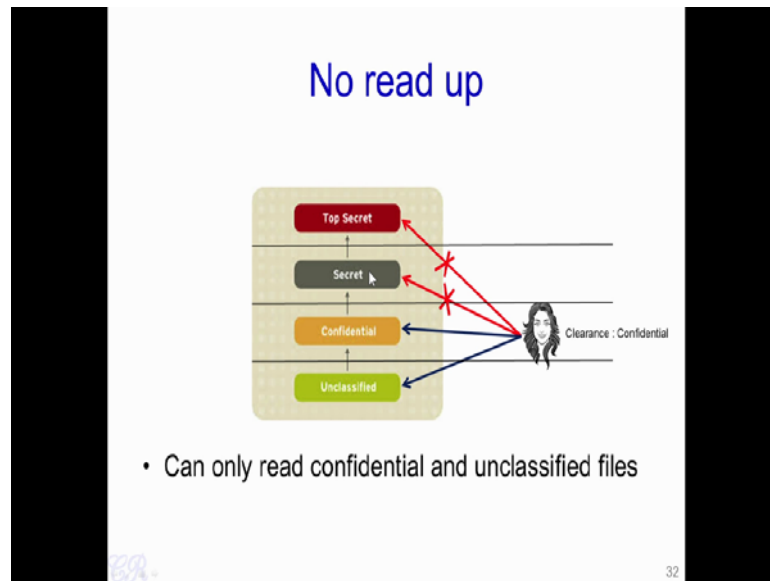 No read up
Top Secret
Secret
Confidential
Clearance : Confidential
Unclassified
• Can only read confidential and unclassified files
32